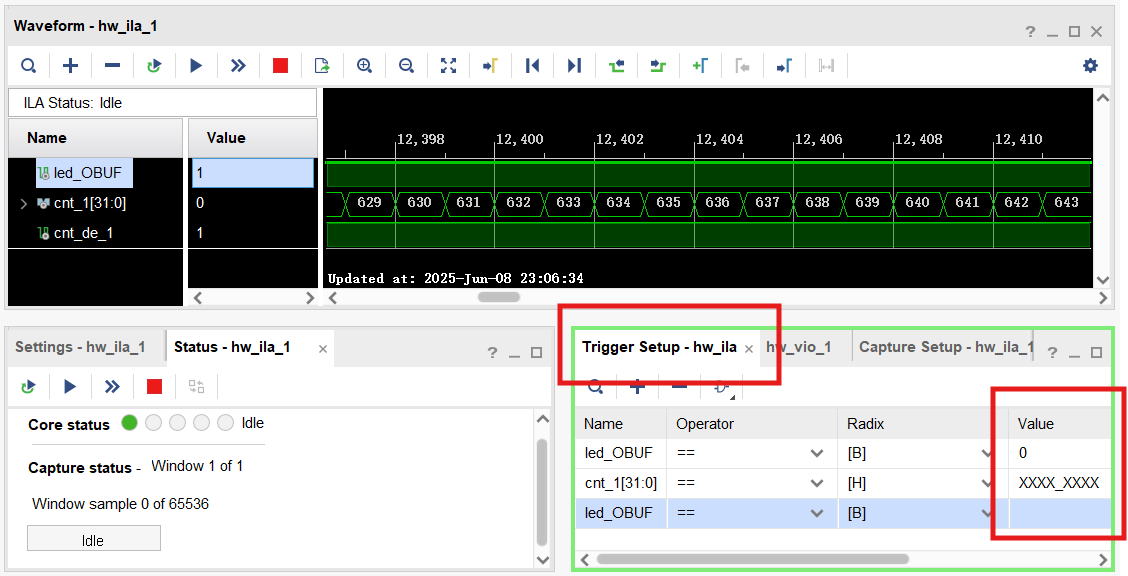 Waveform - hw_ila_1
?
ILA Status: Idle
Name Value
led_OBUF 1
cnt_1[31:0] 0
cnt_de_1 1
12,398 12,400 12,402 12,404 12,406 12,408 12,410
629 630 631 632 633 634 635 636 637 638 639 640 641 642 643
Updated at: 2025-Jun-08 23:06:34
Settings - hw_ila_1 Status - hw_ila_1 × ?
Core status Idle
Capture status - Window 1 of 1
Window sample 0 of 65536
Idle
Trigger Setup - hw_ila × hw_vio_1 Capture Setup - hw_ila_1 ?
Name Operator Radix Value
led_OBUF == [B] 0
cnt_1[31:0] == [H] XXXX_XXXX
led_OBUF == [B]